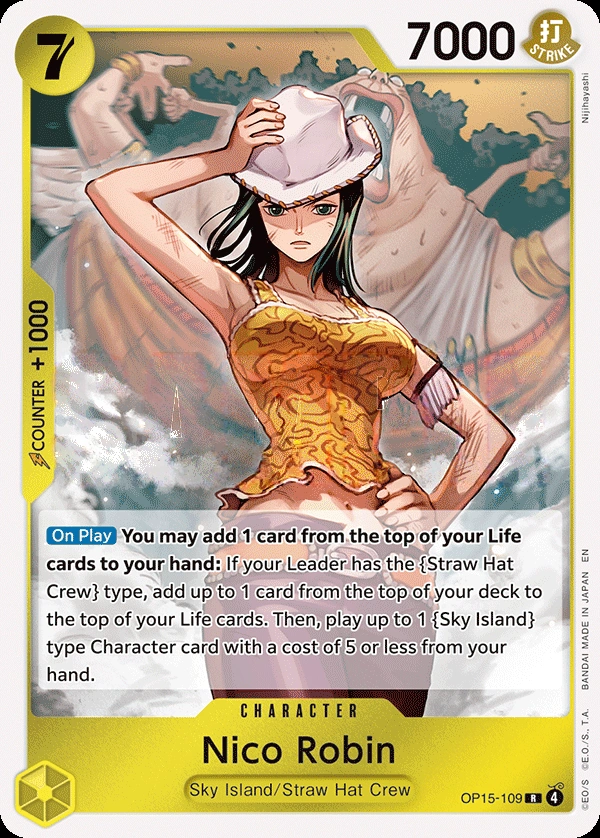 7
7000
打
STRIKE
Nijihayashi
COUNTER +1000
On Play You may add 1 card from the top of your Life
cards to your hand: If your Leader has the {Straw Hat
Crew} type, add up to 1 card from the top of your deck to
the top of your Life cards. Then, play up to 1 {Sky Island}
type Character card with a cost of 5 or less from your
hand.
CHARACTER
Nico Robin
Sky Island/Straw Hat Crew
OP15-109 R 4
©EO/S ©E.O./S., T.A. BANDAI MADE IN JAPAN EN